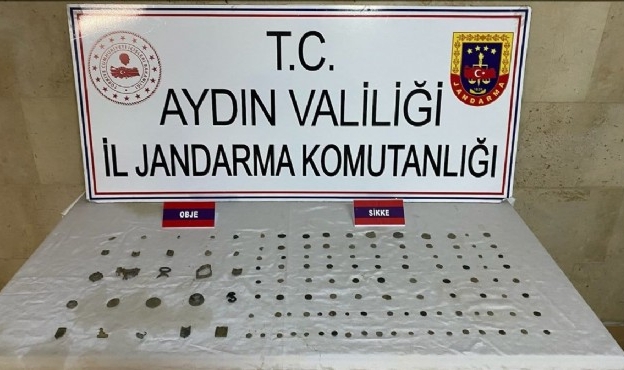 T.C.
AYDIN VALİLİĞİ
İL JANDARMA KOMUTANLIĞI
JANDARMA
OBJE
SİKKE